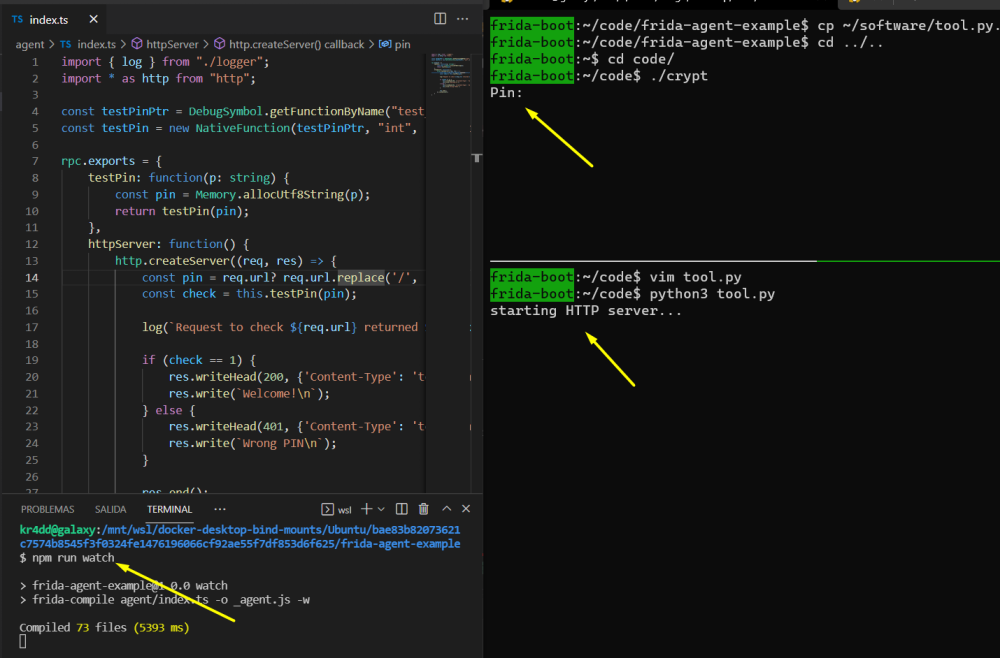 TS index.ts ×
agent > TS index.ts > httpServer > http.createServer() callback > pin
1 import { log } from "./logger";
2 import * as http from "http";
3
4 const testPinPtr = DebugSymbol.getFunctionByName("test
5 const testPin = new NativeFunction(testPinPtr, "int",
6
7 rpc.exports = {
8 testPin: function(p: string) {
9 const pin = Memory.allocUtf8String(p);
10 return testPin(pin);
11 },
12 httpServer: function() {
13 http.createServer((req, res) => {
14 const pin = req.url? req.url.replace('/',
15 const check = this.testPin(pin);
16
17 log(`Request to check ${req.url} returned
18
19 if (check == 1) {
20 res.writeHead(200, {'Content-Type': 't
21 res.write(`Welcome!\n`);
22 } else {
23 res.writeHead(401, {'Content-Type': 't
24 res.write(`Wrong PIN\n`);
25 }
26
27 res.end();
PROBLEMAS SALIDA TERMINAL ··· wsl
kr4dd@galaxy:/mnt/wsl/docker-desktop-bind-mounts/Ubuntu/bae83b82073621
c7574b8545f3f0324fe1476196066cf92ae55f7df853d6f625/frida-agent-example
$ npm run watch
> frida-agent-example@1.0.0 watch
> frida-compile agent/index.ts -o _agent.js -w
Compiled 73 files (5393 ms)
frida-boot:~/code/frida-agent-example$ cp ~/software/tool.py.
frida-boot:~/code/frida-agent-example$ cd ../..
frida-boot:~$ cd code/
frida-boot:~/code$ ./crypt
Pin:
frida-boot:~/code$ vim tool.py
frida-boot:~/code$ python3 tool.py
starting HTTP server...